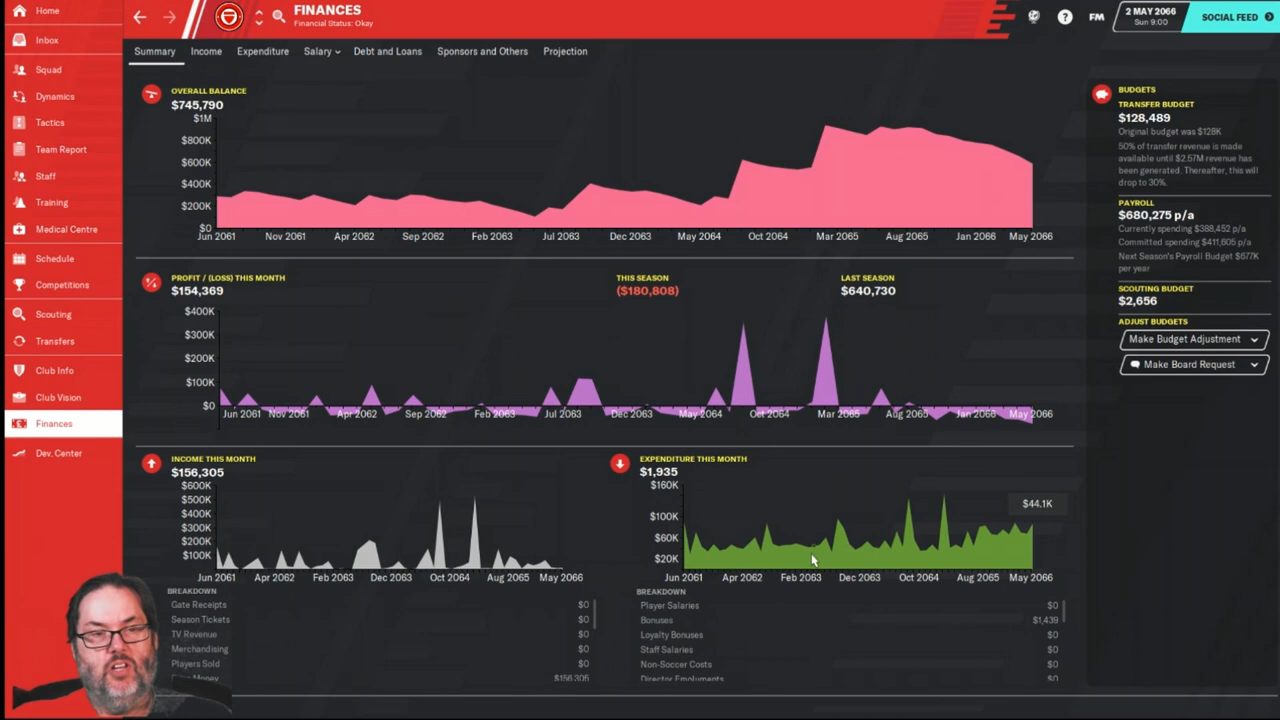 Home
FINANCES
Financial Status: Okay
FM
2 MAY 2066
Sun 9:00
SOCIAL FEED
Inbox
Squad
Dynamics
Tactics
Team Report
Staff
Training
Medical Centre
Schedule
Competitions
Scouting
Transfers
Club Info
Club Vision
Finances
Dev. Center
Summary Income Expenditure Salary Debt and Loans Sponsors and Others Projection
OVERALL BALANCE
$745,790
$1M
$800K
$600K
$400K
$200K
$0
Jun 2061 Nov 2061 Apr 2062 Sep 2062 Feb 2063 Jul 2063 Dec 2063 May 2064 Oct 2064 Mar 2065 Aug 2065 Jan 2066 May 2066
PROFIT / (LOSS) THIS MONTH
$154,369
THIS SEASON
($180,808)
LAST SEASON
$640,730
$400K
$300K
$200K
$100K
$0
Jun 2061 Nov 2061 Apr 2062 Sep 2062 Feb 2063 Jul 2063 Dec 2063 May 2064 Oct 2064 Mar 2065 Aug 2065 Jan 2066 May 2066
INCOME THIS MONTH
$156,305
$600K
$500K
$400K
$300K
$200K
$100K
Jun 2061 Apr 2062 Feb 2063 Dec 2063 Oct 2064 Aug 2065 May 2066
BREAKDOWN
Gate Receipts $0
Season Tickets $0
TV Revenue $0
Merchandising $0
Players Sold $0
Money $156,305
EXPENDITURE THIS MONTH
$1,935
$160K
$100K
$60K
$20K
$44.1K
Jun 2061 Apr 2062 Feb 2063 Dec 2063 Oct 2064 Aug 2065 May 2066
BREAKDOWN
Player Salaries $0
Bonuses $1,439
Loyalty Bonuses $0
Staff Salaries $0
Non-Soccer Costs $0
Director Emoluments $0
BUDGETS
TRANSFER BUDGET
$128,489
Original budget was $128K
50% of transfer revenue is made
available until $2.57M revenue has
been generated. Thereafter, this will
drop to 30%.
PAYROLL
$680,275 p/a
Currently spending $388,452 p/a
Committed spending $411,605 p/a
Next Season's Payroll Budget $677K
per year
SCOUTING BUDGET
$2,656
ADJUST BUDGETS
Make Budget Adjustment
Make Board Request